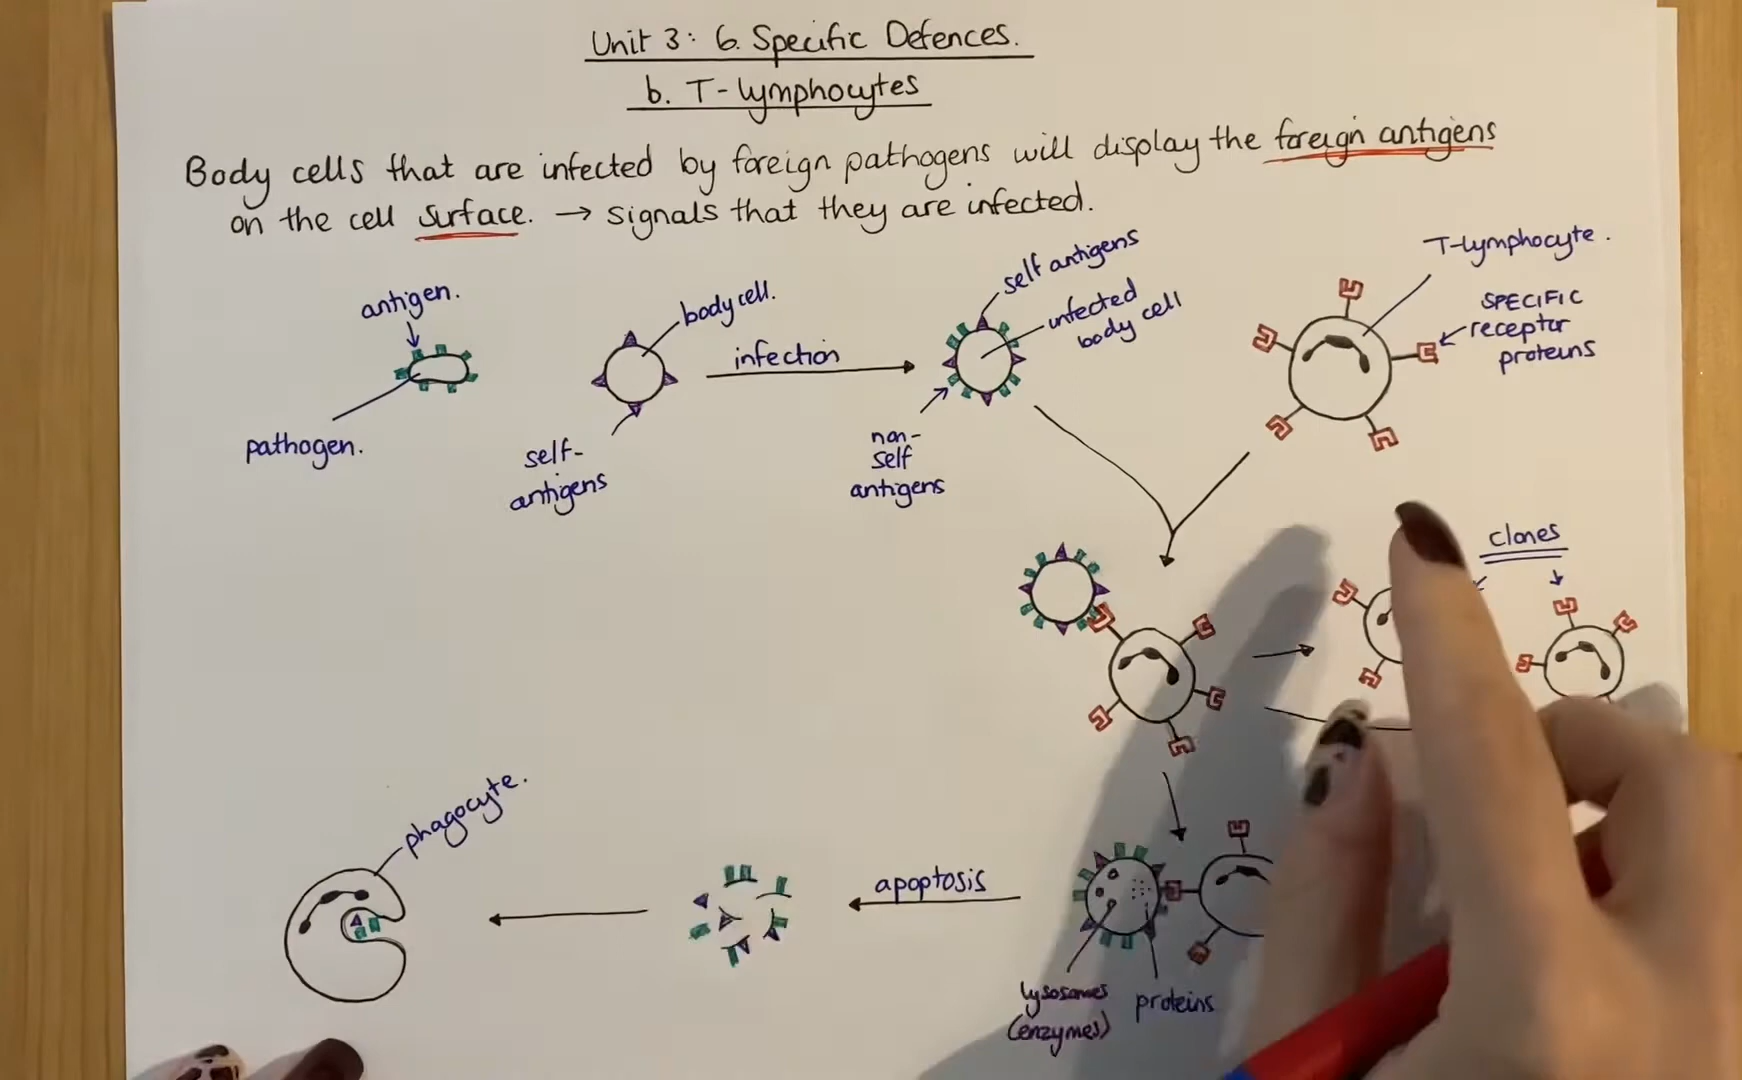 Unit 3: 6. Specific Defences.
b. T-lymphocytes
Body cells that are infected by foreign pathogens will display the foreign antigens
on the cell surface. → signals that they are infected.
antigen.
pathogen.
body cell.
self-
antigens
infection
self antigens
infected
body cell
non-
self
antigens
T-lymphocyte.
SPECIFIC
receptor
proteins
clones
phagocyte.
apoptosis
lysosomes
(enzymes)
proteins